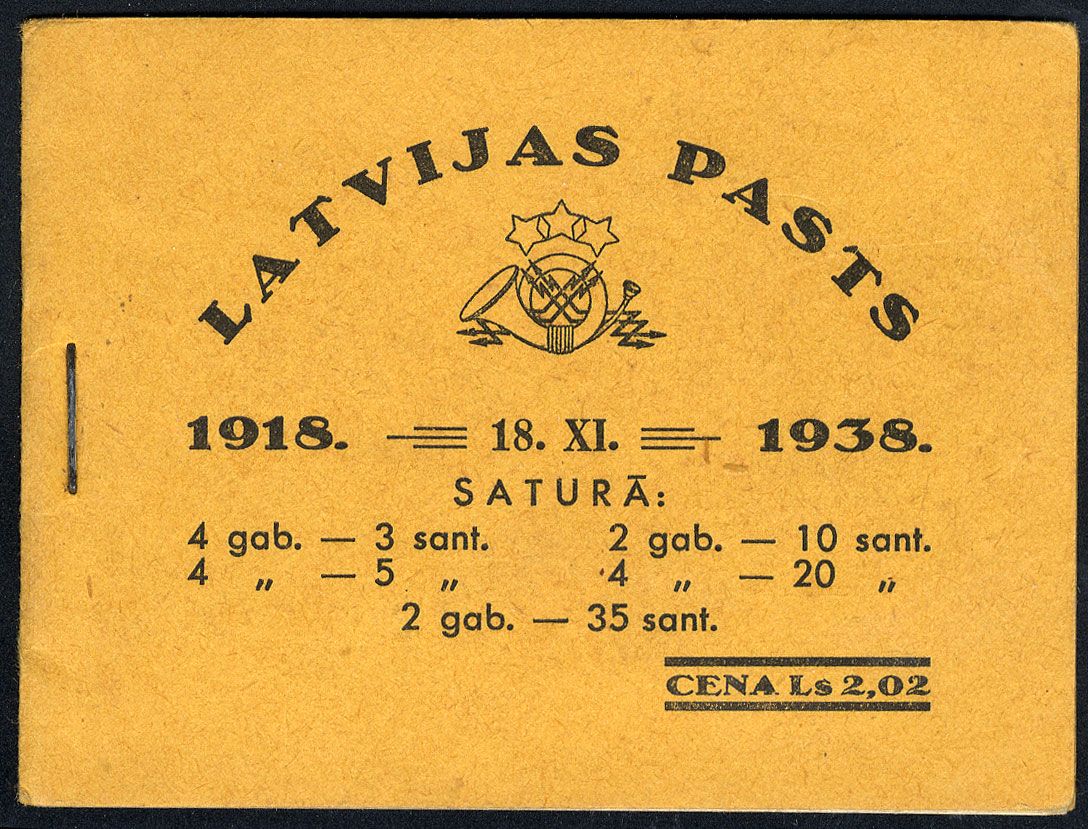 LATVIJAS PASTS
1918. 18. XI. 1938.
SATURĀ:
4 gab. — 3 sant. 2 gab. — 10 sant.
4 „ — 5 „ 4 „ — 20 „
2 gab. — 35 sant.
CENA Ls 2,02